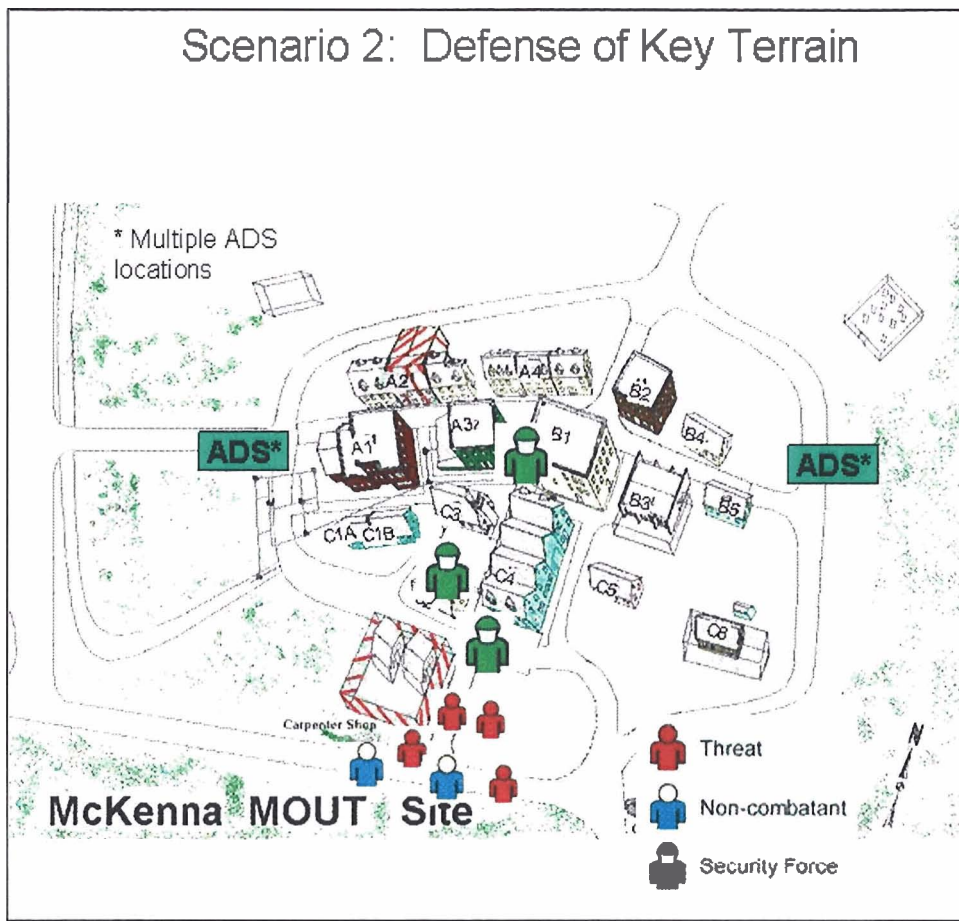 Scenario 2: Defense of Key Terrain
* Multiple ADS
locations
A2
A4
B2
B4
A1
A3
B1
ADS*
ADS*
B3
C3
C1A C1B
C4
C5
C8
Carpenter Shop
N
Threat
Non-combatant
McKenna MOUT Site
Security Force